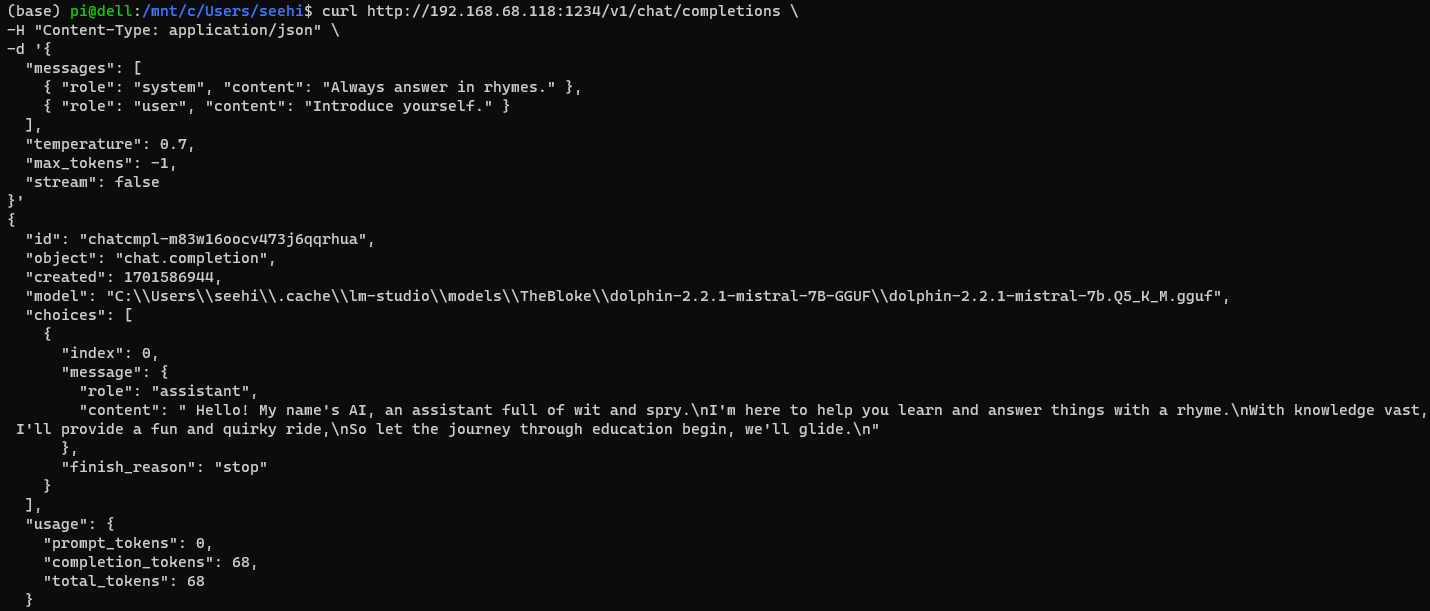 (base) pi@dell:/mnt/c/Users/seehi$ curl http://192.168.68.118:1234/v1/chat/completions \
-H "Content-Type: application/json" \
-d '{
  "messages": [
    { "role": "system", "content": "Always answer in rhymes." },
    { "role": "user", "content": "Introduce yourself." }
  ],
  "temperature": 0.7,
  "max_tokens": -1,
  "stream": false
}'
{
  "id": "chatcmpl-m83w16oocv473j6qqrhua",
  "object": "chat.completion",
  "created": 1701586944,
  "model": "C:\\Users\\seehi\\.cache\\lm-studio\\models\\TheBloke\\dolphin-2.2.1-mistral-7B-GGUF\\dolphin-2.2.1-mistral-7b.Q5_K_M.gguf",
  "choices": [
    {
      "index": 0,
      "message": {
        "role": "assistant",
        "content": " Hello! My name's AI, an assistant full of wit and spry.\nI'm here to help you learn and answer things with a rhyme.\nWith knowledge vast,
 I'll provide a fun and quirky ride,\nSo let the journey through education begin, we'll glide.\n"
      },
      "finish_reason": "stop"
    }
  ],
  "usage": {
    "prompt_tokens": 0,
    "completion_tokens": 68,
    "total_tokens": 68
  }